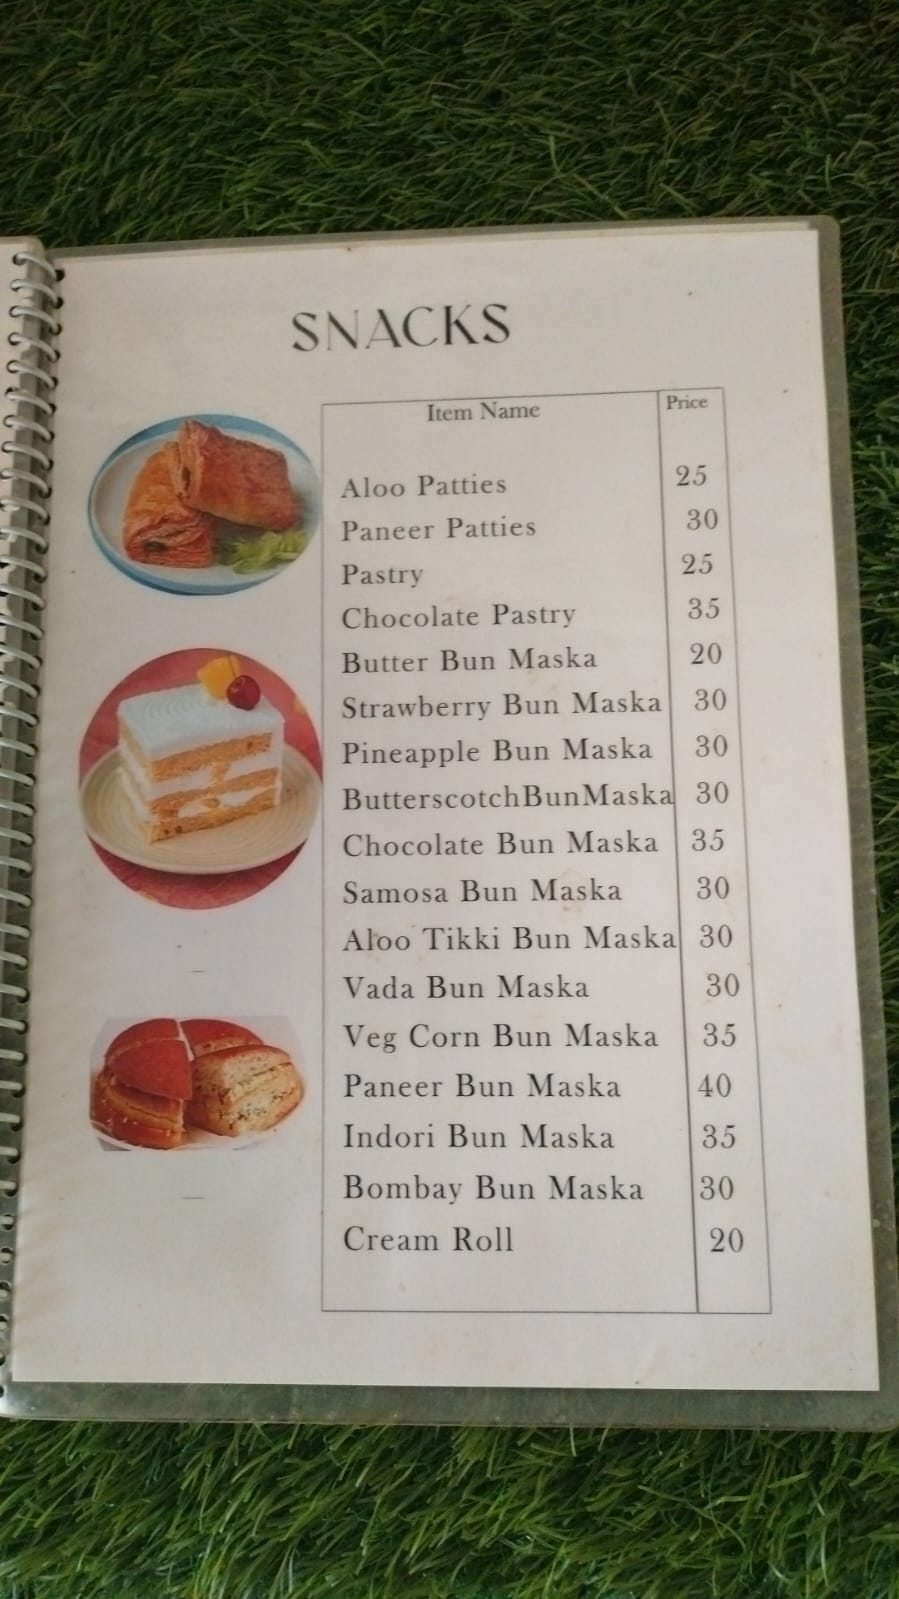 SNACKS
Item Name Price
Aloo Patties 25
Paneer Patties 30
Pastry 25
Chocolate Pastry 35
Butter Bun Maska 20
Strawberry Bun Maska 30
Pineapple Bun Maska 30
ButterscotchBunMaska 30
Chocolate Bun Maska 35
Samosa Bun Maska 30
Aloo Tikki Bun Maska 30
Vada Bun Maska 30
Veg Corn Bun Maska 35
Paneer Bun Maska 40
Indori Bun Maska 35
Bombay Bun Maska 30
Cream Roll 20